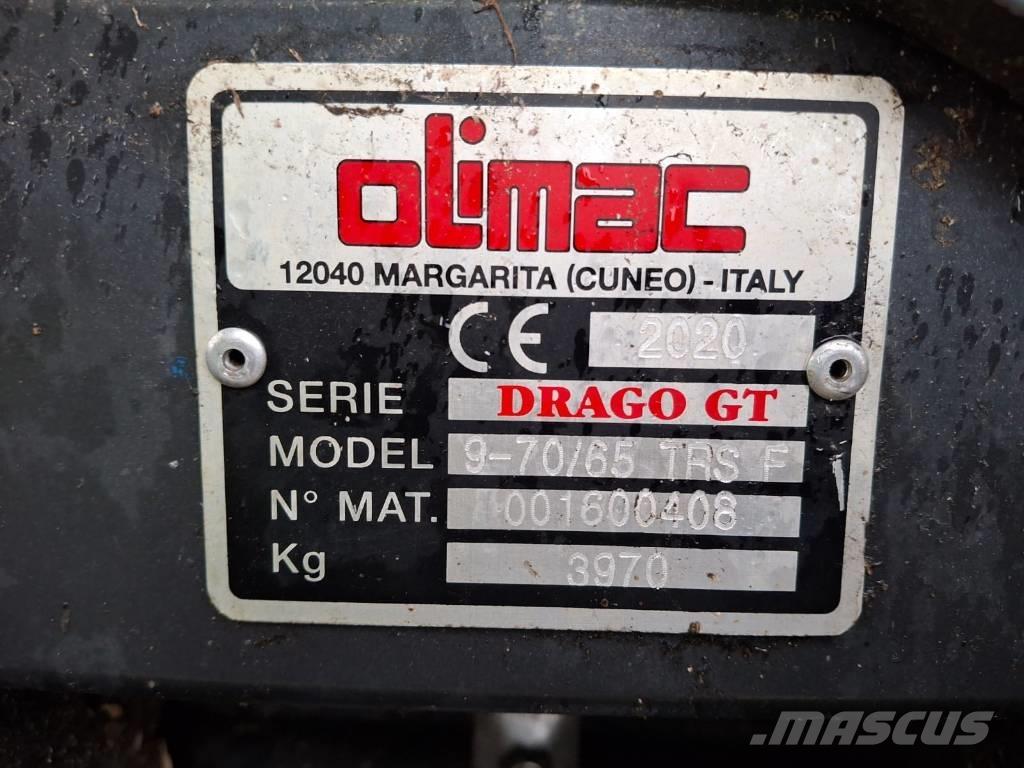 olimac
12040 MARGARITA (CUNEO) - ITALY
CE 2020
SERIE DRAGO GT
MODEL 9-70/65 TRS F
N° MAT. 001600408
Kg 3970
MASCUS